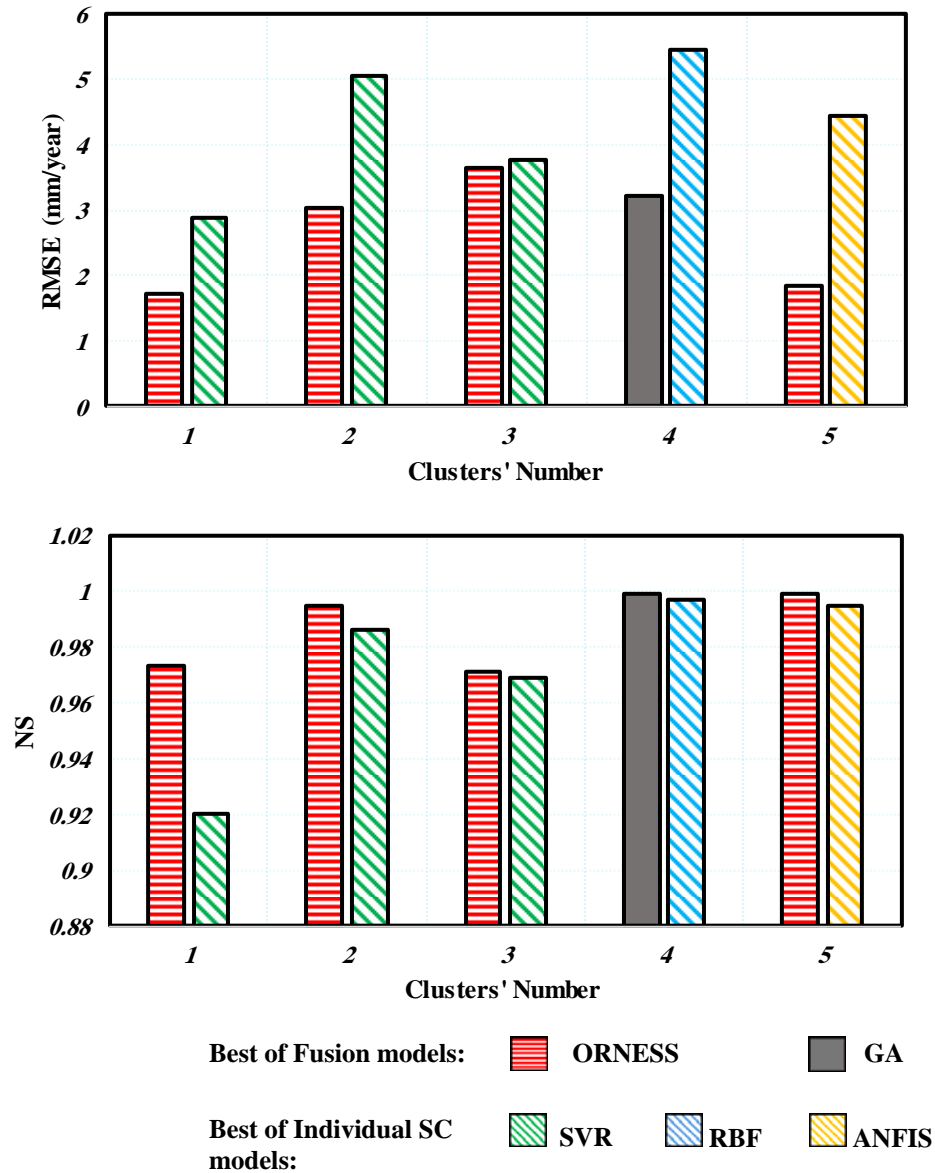 6
5
4
3
2
1
0
RMSE (mm/year)
1 2 3 4 5
Clusters' Number
1.02
1
0.98
0.96
0.94
0.92
0.9
0.88
NS
1 2 3 4 5
Clusters' Number
Best of Fusion models: ORNESS GA
Best of Individual SC
models: SVR RBF ANFIS